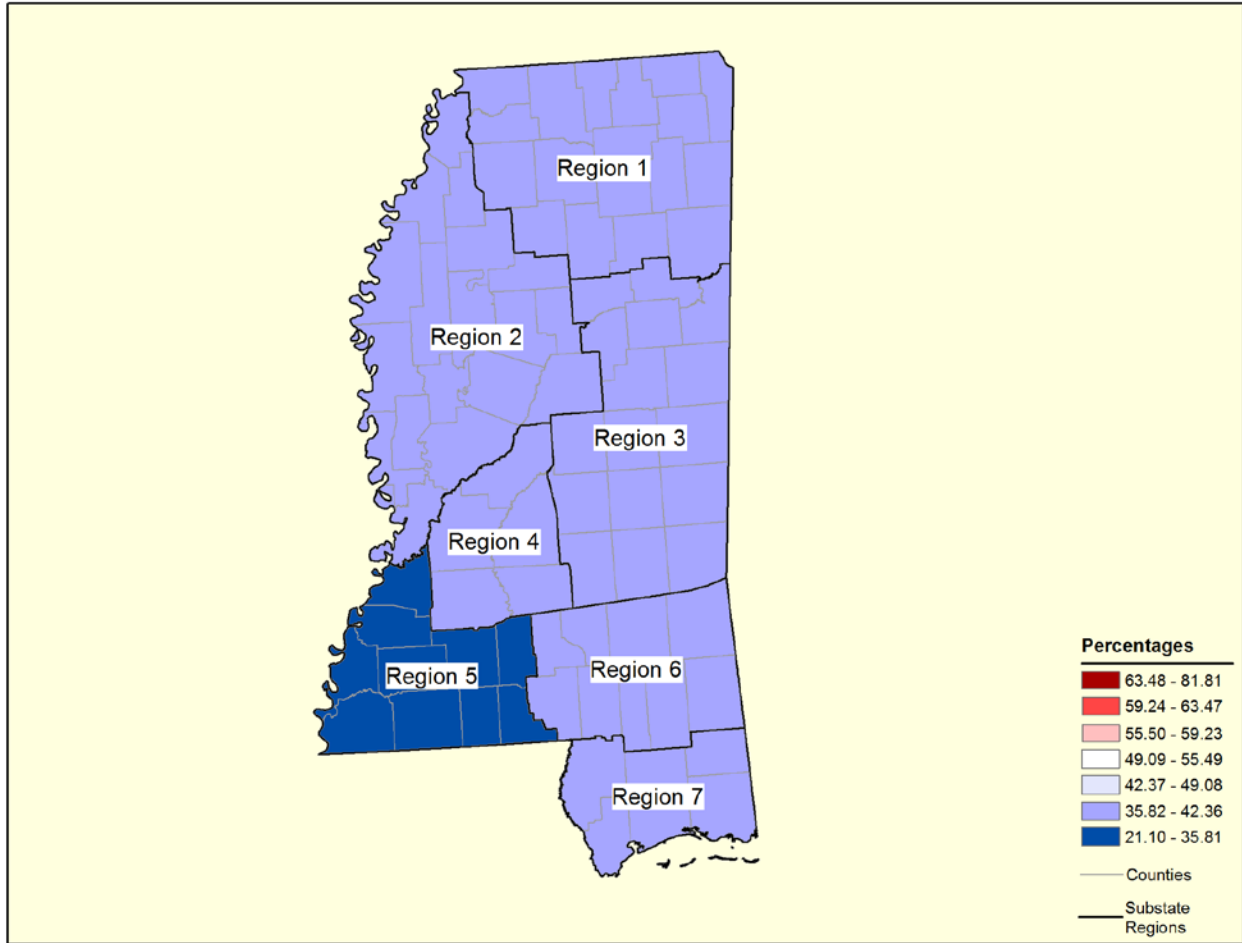 Region 1
Region 2
Region 3
Region 4
Region 5
Region 6
Region 7
Percentages
63.48 - 81.81
59.24 - 63.47
55.50 - 59.23
49.09 - 55.49
42.37 - 49.08
35.82 - 42.36
21.10 - 35.81
Counties
Substate
Regions